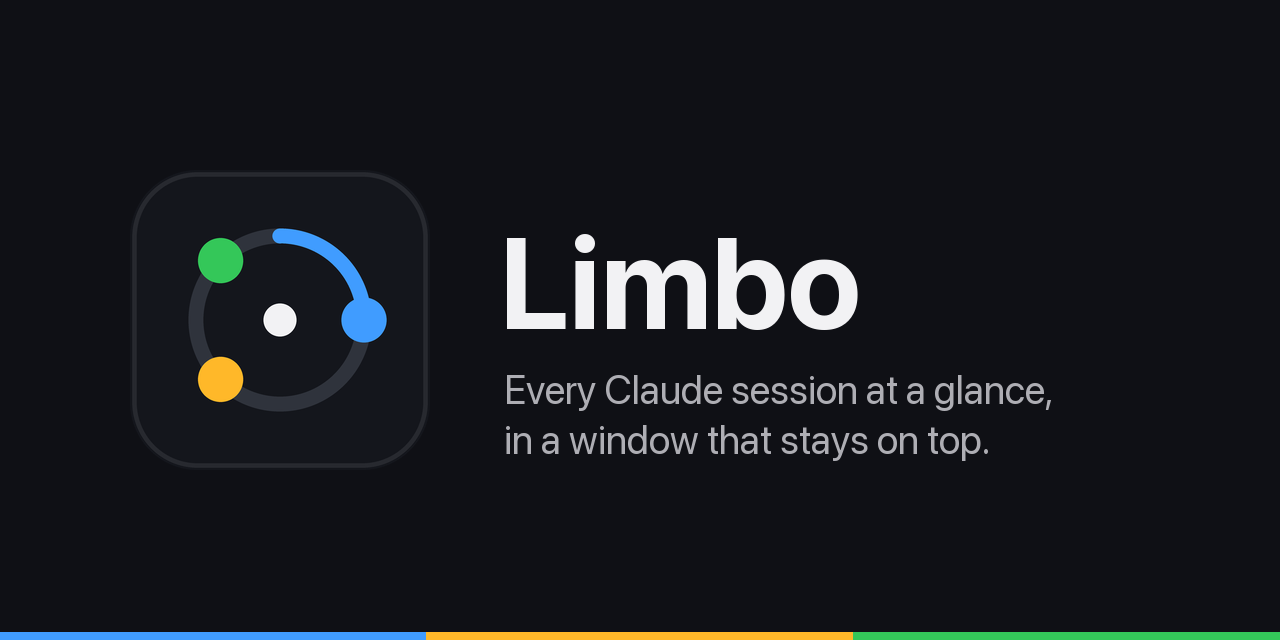 Limbo
Every Claude session at a glance,
in a window that stays on top.